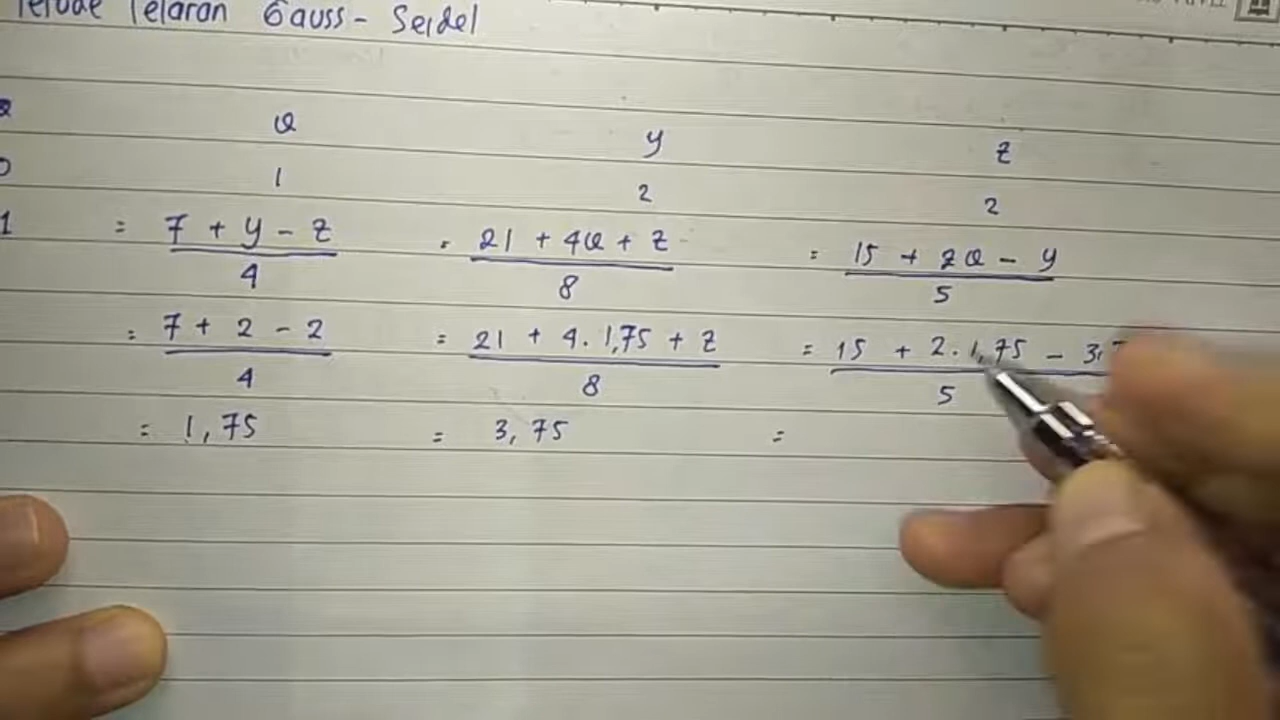 Gauss - Seidel
x y z
0 1 2 2
1 = 7 + y - z / 4 = 21 + 4x + z / 8 = 15 + 2x - y / 5
= 7 + 2 - 2 / 4 = 21 + 4. 1,75 + z / 8 = 15 + 2. 1,75 - 3,7 / 5
= 1,75 = 3,75 =